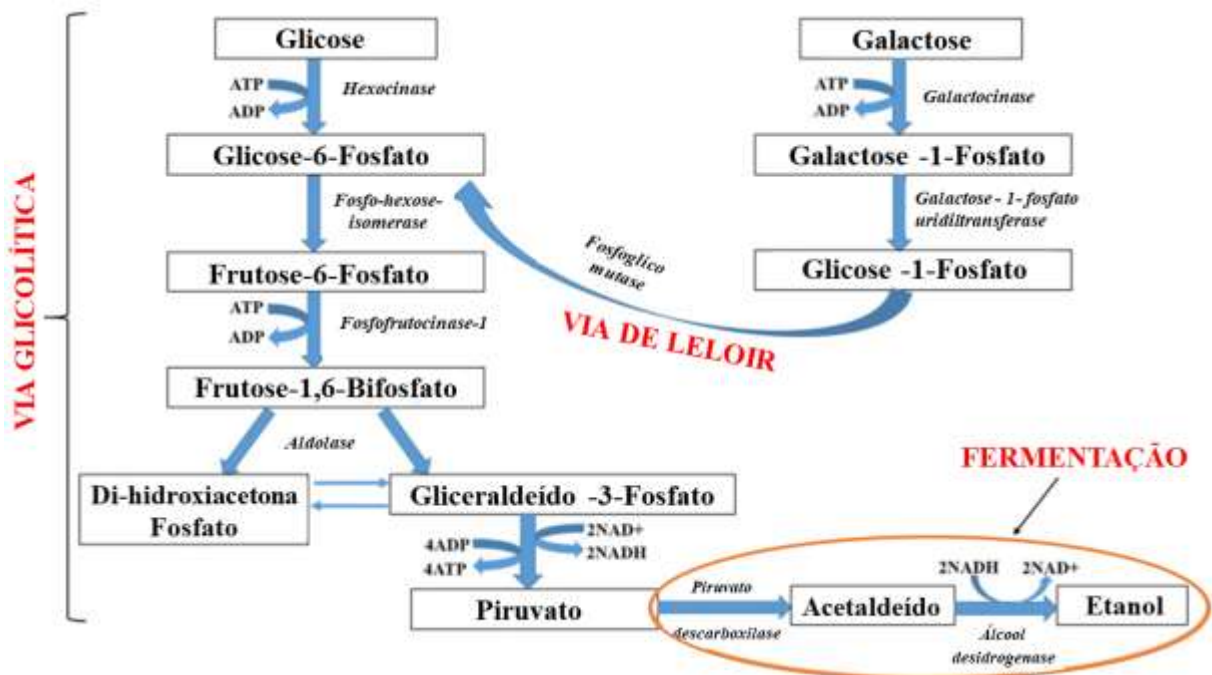 VIA GLICOLÍTICA
Glicose
ATP
ADP
Hexocinase
Glicose-6-Fosfato
Fosfo-hexose-
isomerase
Frutose-6-Fosfato
ATP
ADP
Fosfofrutocinase-1
Frutose-1,6-Bifosfato
Aldolase
Di-hidroxiacetona
Fosfato
Gliceraldeído -3-Fosfato
4ADP
4ATP
2NAD+
2NADH
Piruvato
Galactose
ATP
ADP
Galactocinase
Galactose -1-Fosfato
Galactose - 1- fosfato
uridiltransferase
Glicose -1-Fosfato
Fosfoglico
mutase
VIA DE LELOIR
FERMENTAÇÃO
Piruvato
descarboxilase
Acetaldeído
2NADH
2NAD+
Álcool
desidrogenase
Etanol